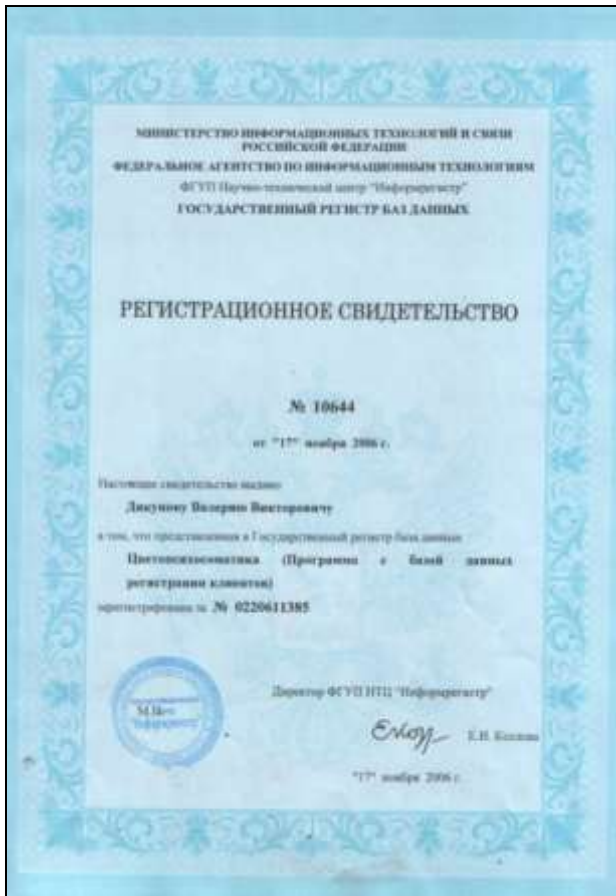 МИНИСТЕРСТВО ИНФОРМАЦИОННЫХ ТЕХНОЛОГИЙ И СВЯЗИ
РОССИЙСКОЙ ФЕДЕРАЦИИ
ФЕДЕРАЛЬНОЕ АГЕНТСТВО ПО ИНФОРМАЦИОННЫМ ТЕХНОЛОГИЯМ
ФГУП Научно-технический центр "Информрегистр"
ГОСУДАРСТВЕННЫЙ РЕГИСТР БАЗ ДАННЫХ
РЕГИСТРАЦИОННОЕ СВИДЕТЕЛЬСТВО
№ 10644
от "17" ноября 2006 г.
Настоящее свидетельство выдано
Дикунову Валерию Викторовичу
в том, что представленная в Государственный регистр база данных
Цветопсихосоматика (Программа с базой данных
регистрации клиентов)
зарегистрирована за № 0220611385
Директор ФГУП НТЦ "Информрегистр"
М.П.
Е.И. Козлова
"17" ноября 2006 г.